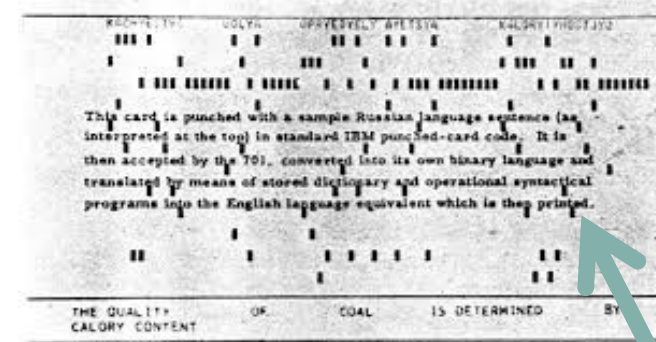 KACHYESTVO UGLYA OPRYEDYELYAYETSYA KALORYIYNOSTJYU
This card is punched with a sample Russian language sentence (as
interpreted at the top) in standard IBM punched-card code. It is
then accepted by the 701, converted into its own binary language and
translated by means of stored dictionary and operational syntactical
programs into the English language equivalent which is then printed.
THE QUALITY OF COAL IS DETERMINED BY
CALORY CONTENT